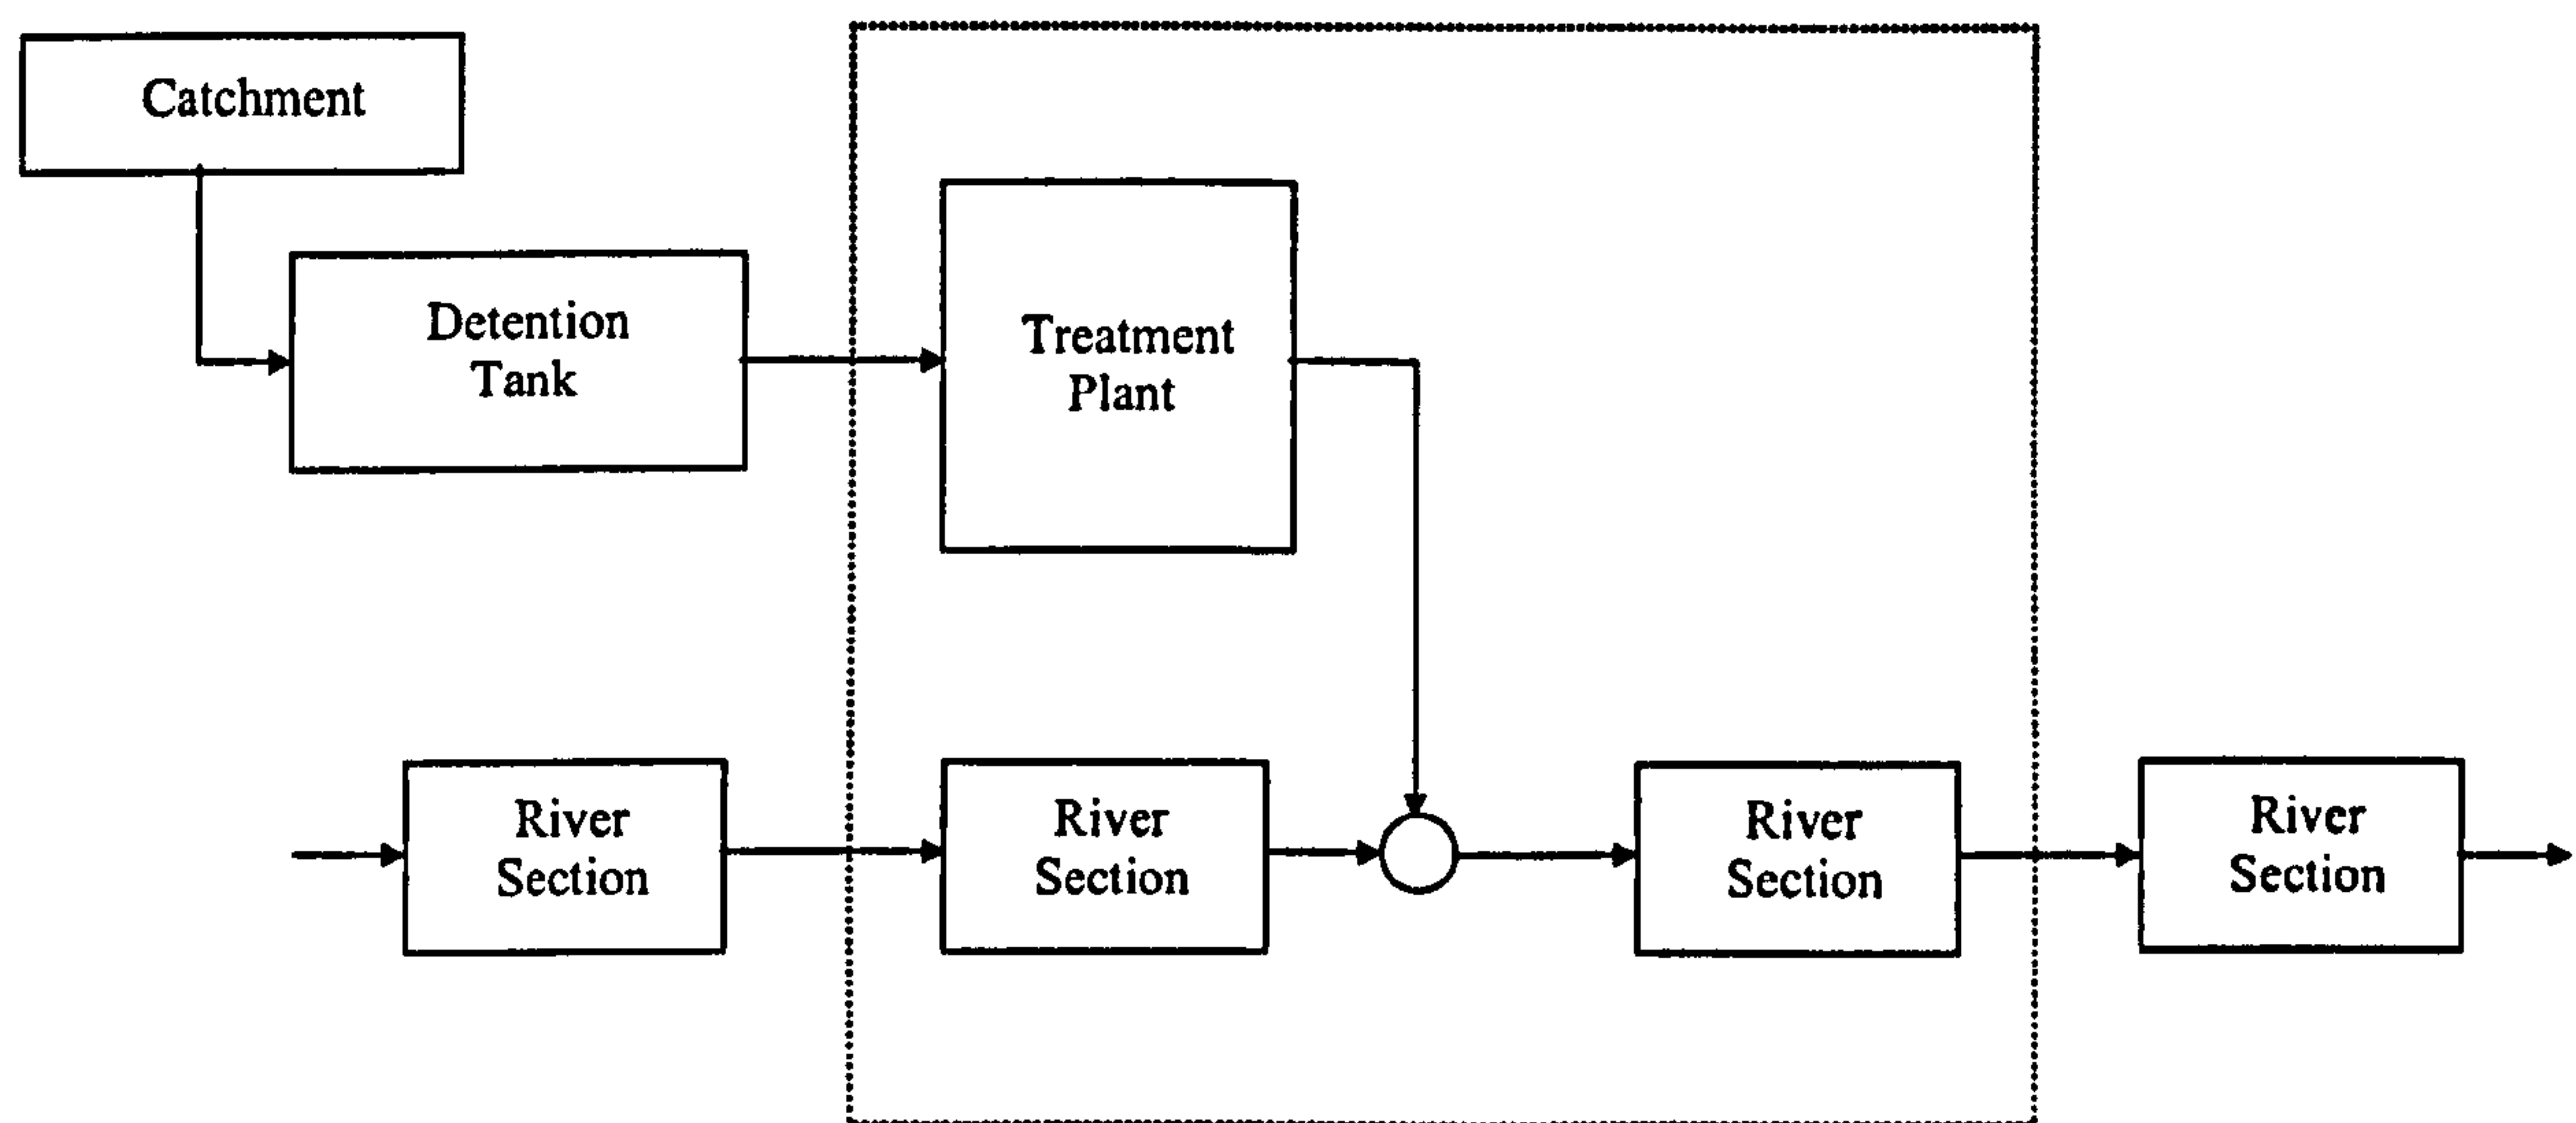 Catchment
Detention
Tank
Treatment
Plant
River
Section
River
Section
River
Section
River
Section